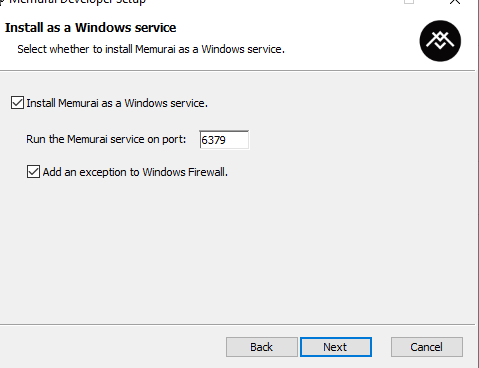 Memurai Developer Setup
Install as a Windows service
Select whether to install Memurai as a Windows service.
Install Memurai as a Windows service.
Run the Memurai service on port: 6379
Add an exception to Windows Firewall.
Back Next Cancel